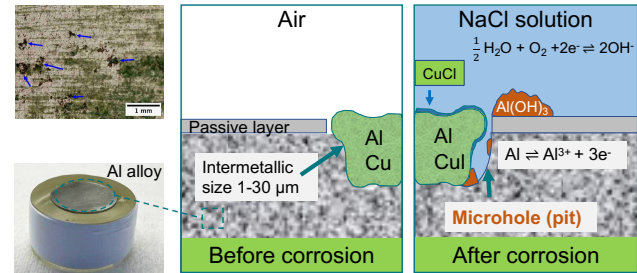 1 mm
Al alloy
Air
Passive layer
Al
Cu
Intermetallic
size 1-30 μm
Before corrosion
NaCl solution
½ H₂O + O₂ +2e⁻ ⇌ 2OH⁻
CuCl
Al(OH)₃
Al
CuI
Al ⇌ Al³⁺ + 3e⁻
Microhole (pit)
After corrosion